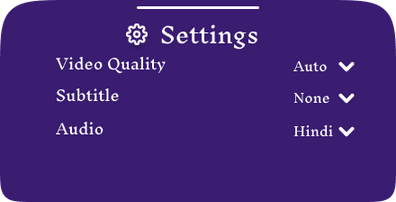 Settings
Video Quality Auto
Subtitle None
Audio Hindi